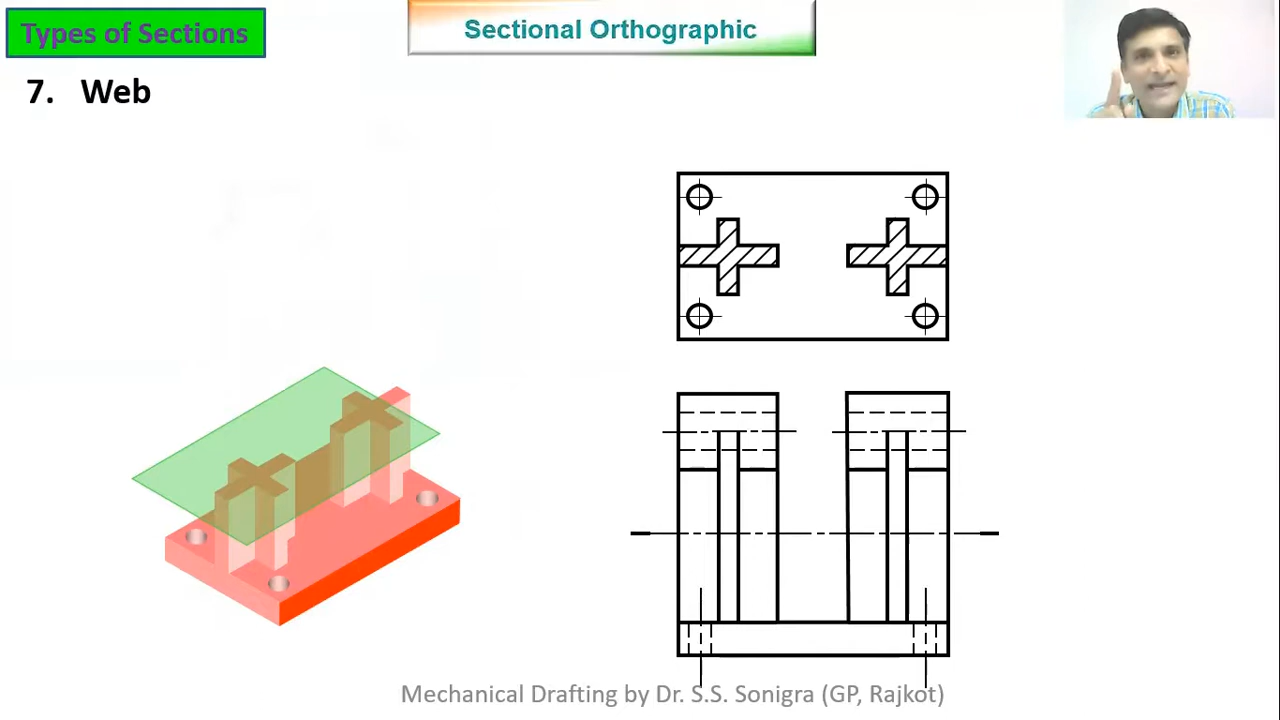 Types of Sections
Sectional Orthographic
7. Web
Mechanical Drafting by Dr. S.S. Sonigra (GP, Rajkot)